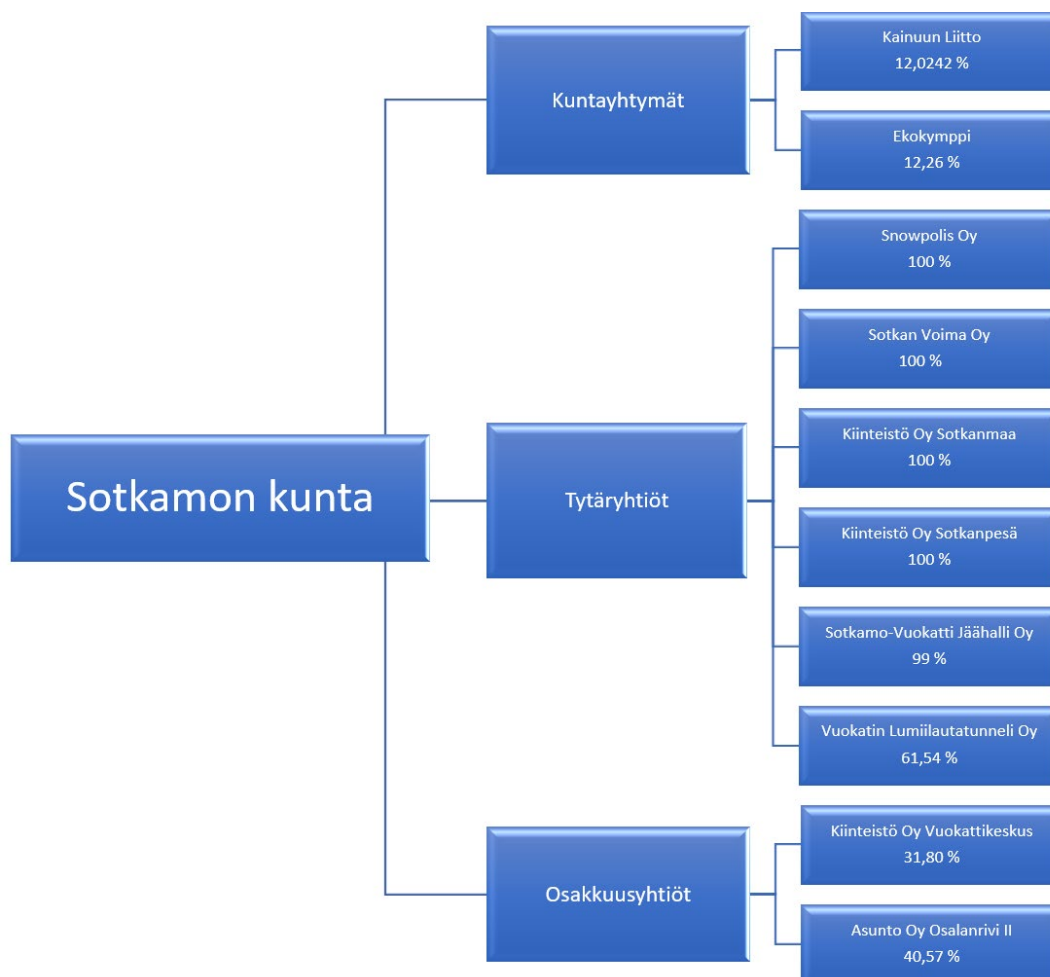 Sotkamon kunta
Kuntayhtymät
Kainuun Liitto
12,0242 %
Ekokymppi
12,26 %
Tytäryhtiöt
Snowpolis Oy
100 %
Sotkan Voima Oy
100 %
Kiinteistö Oy Sotkanmaa
100 %
Kiinteistö Oy Sotkanpesä
100 %
Sotkamo-Vuokatti Jäähalli Oy
99 %
Vuokatin Lumiilautatunneli Oy
61,54 %
Osakkuusyhtiöt
Kiinteistö Oy Vuokattikeskus
31,80 %
Asunto Oy Osalanrivi II
40,57 %